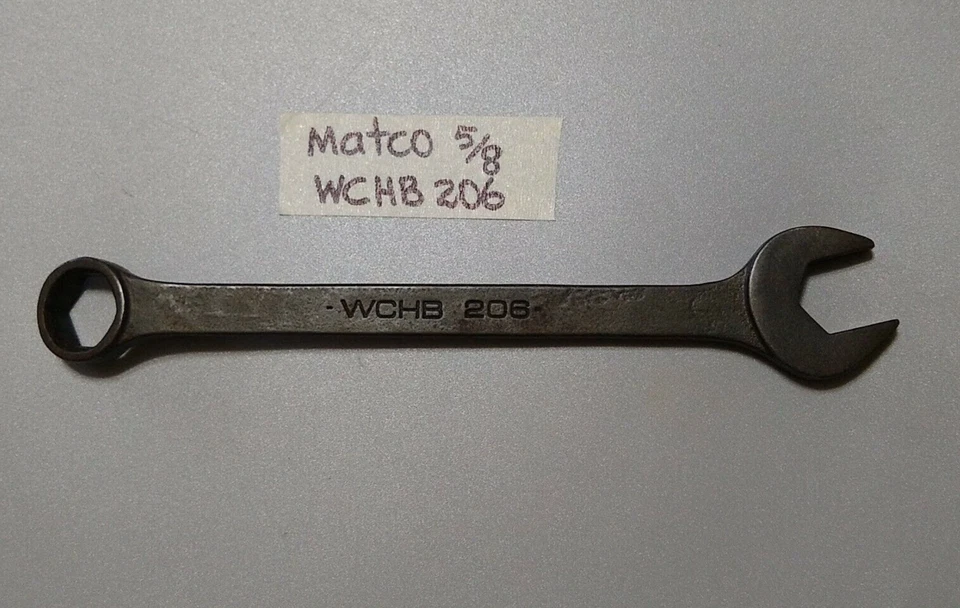 Matco 5/8
WCHB 206
-WCHB 206-